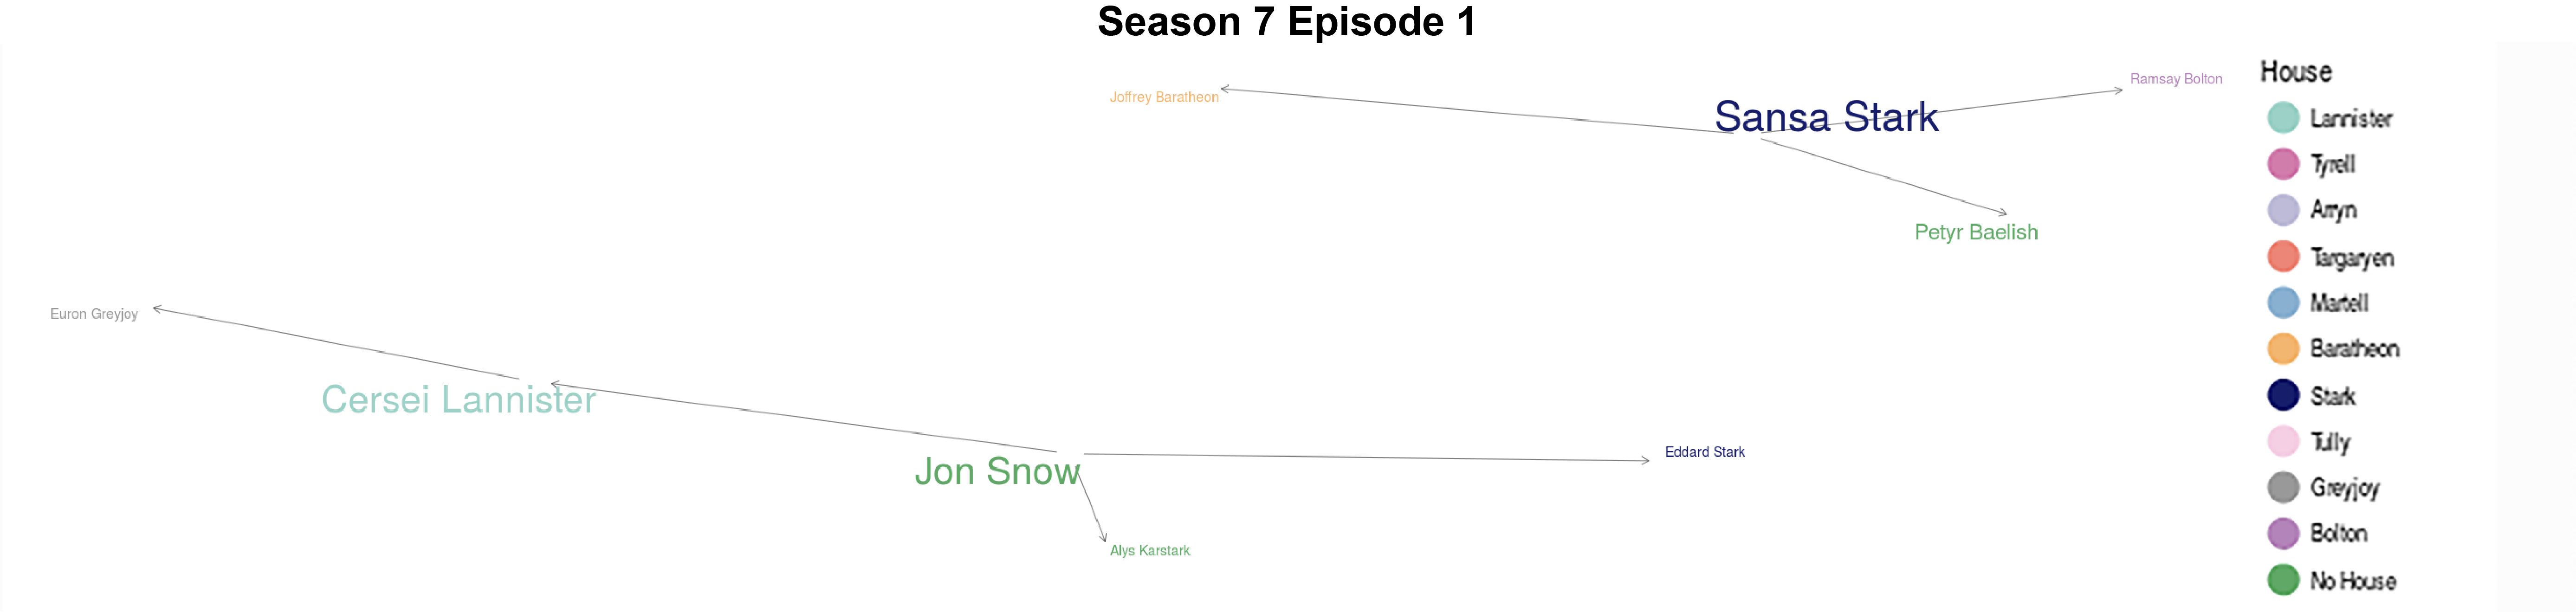 Season 7 Episode 1
Joffrey Baratheon
Sansa Stark
Ramsay Bolton
Petyr Baelish
Euron Greyjoy
Cersei Lannister
Jon Snow
Eddard Stark
Alys Karstark
House
Lannister
Tyrell
Arryn
Targaryen
Martell
Baratheon
Stark
Tully
Greyjoy
Bolton
No House